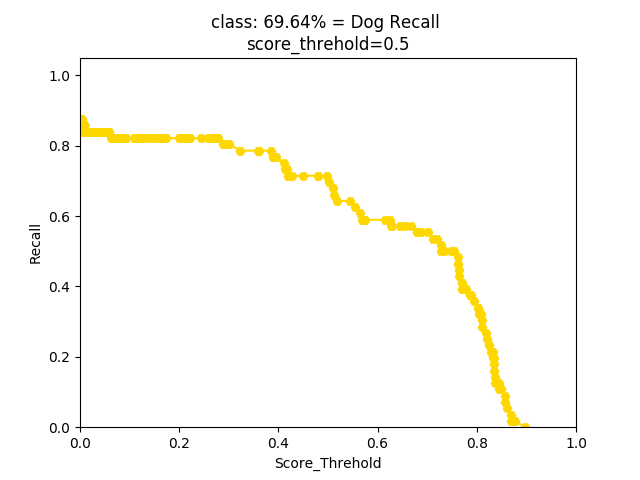 class: 69.64% = Dog Recall
score_threhold=0.5
1.0
0.8
0.6
0.4
0.2
0.0
Recall
0.0 0.2 0.4 0.6 0.8 1.0
Score_Threhold